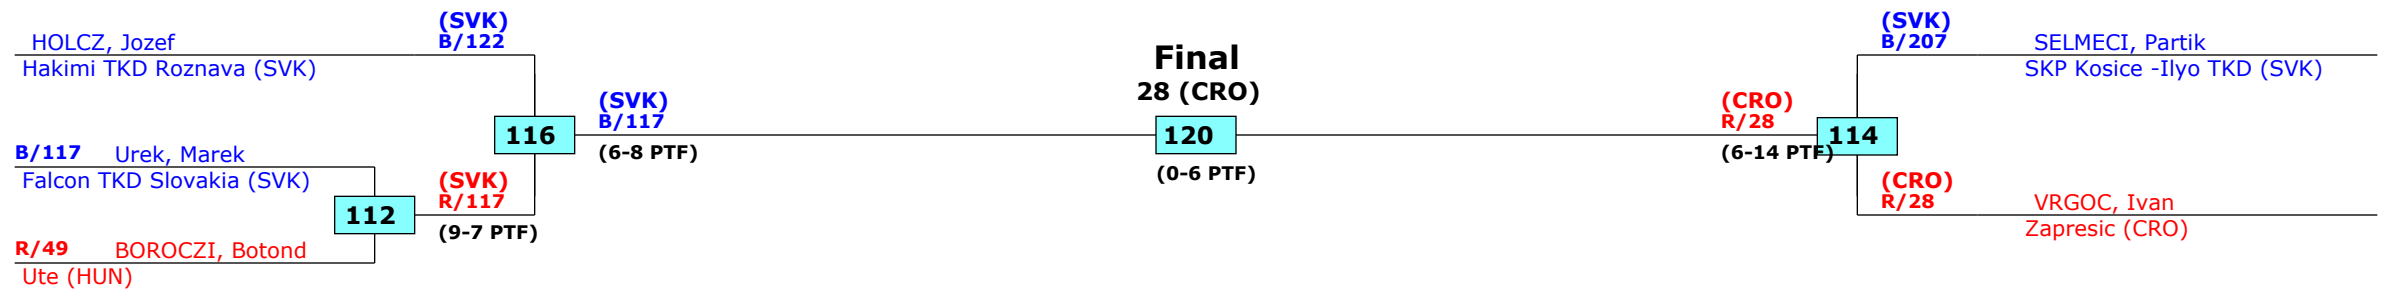 (SVK)
B/122
HOLCZ, Jozef
Hakimi TKD Roznava (SVK)
116
(SVK)
B/117
(6-8 PTF)
B/117 Urek, Marek
Falcon TKD Slovakia (SVK)
112
(SVK)
R/117
(9-7 PTF)
R/49 BOROCZI, Botond
Ute (HUN)
Final
28 (CRO)
120
(0-6 PTF)
(CRO)
R/28
(6-14 PTF)
114
(SVK)
B/207
SELMECI, Partik
SKP Kosice -Ilyo TKD (SVK)
(CRO)
R/28
VRGOC, Ivan
Zapresic (CRO)